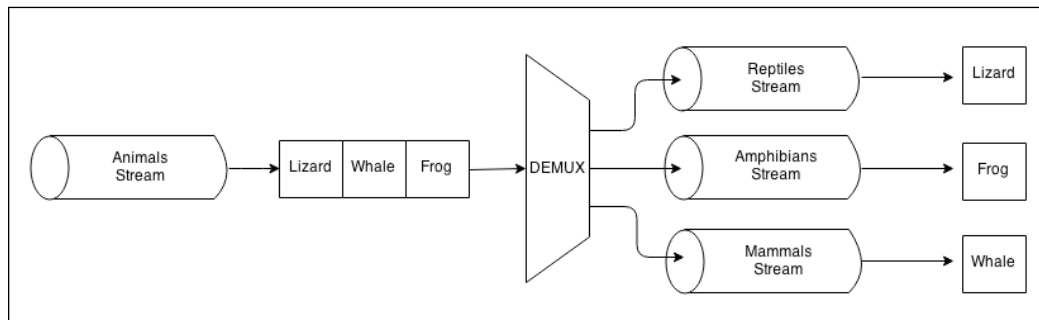 Animals
Stream
Lizard
Whale
Frog
DEMUX
Reptiles
Stream
Lizard
Amphibians
Stream
Frog
Mammals
Stream
Whale